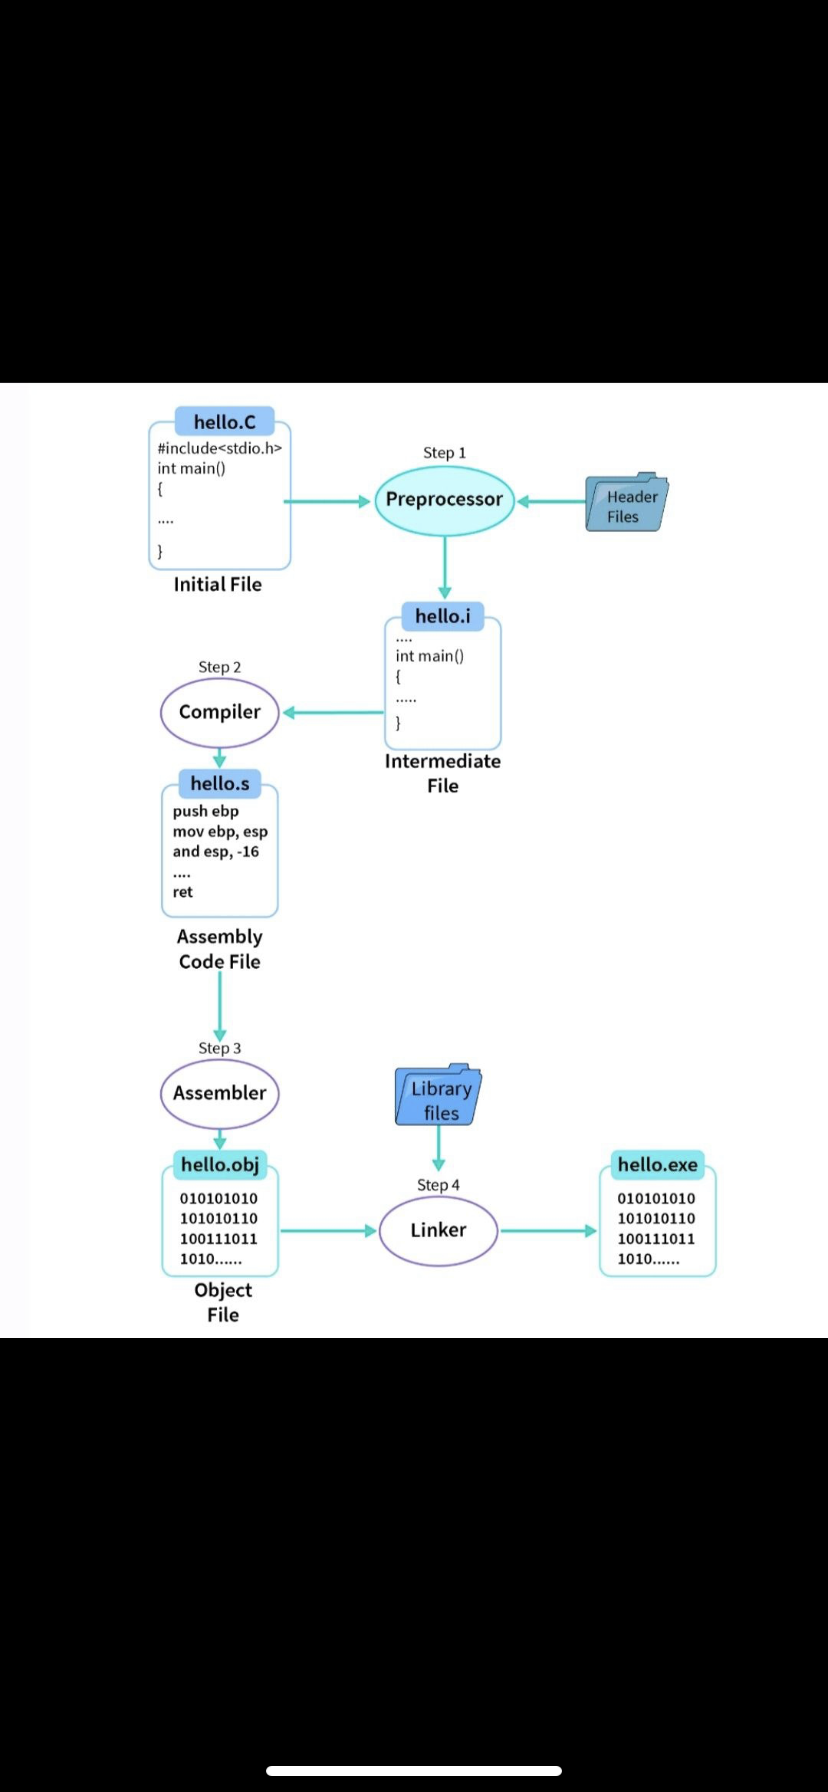 hello.C
#include<stdio.h>
int main()
{
....
}
Initial File
Step 1
Preprocessor
Header
Files
hello.i
....
int main()
{
.....
}
Intermediate
File
Step 2
Compiler
hello.s
push ebp
mov ebp, esp
and esp, -16
....
ret
Assembly
Code File
Step 3
Assembler
hello.obj
010101010
101010110
100111011
1010......
Object
File
Library
files
Step 4
Linker
hello.exe
010101010
101010110
100111011
1010......